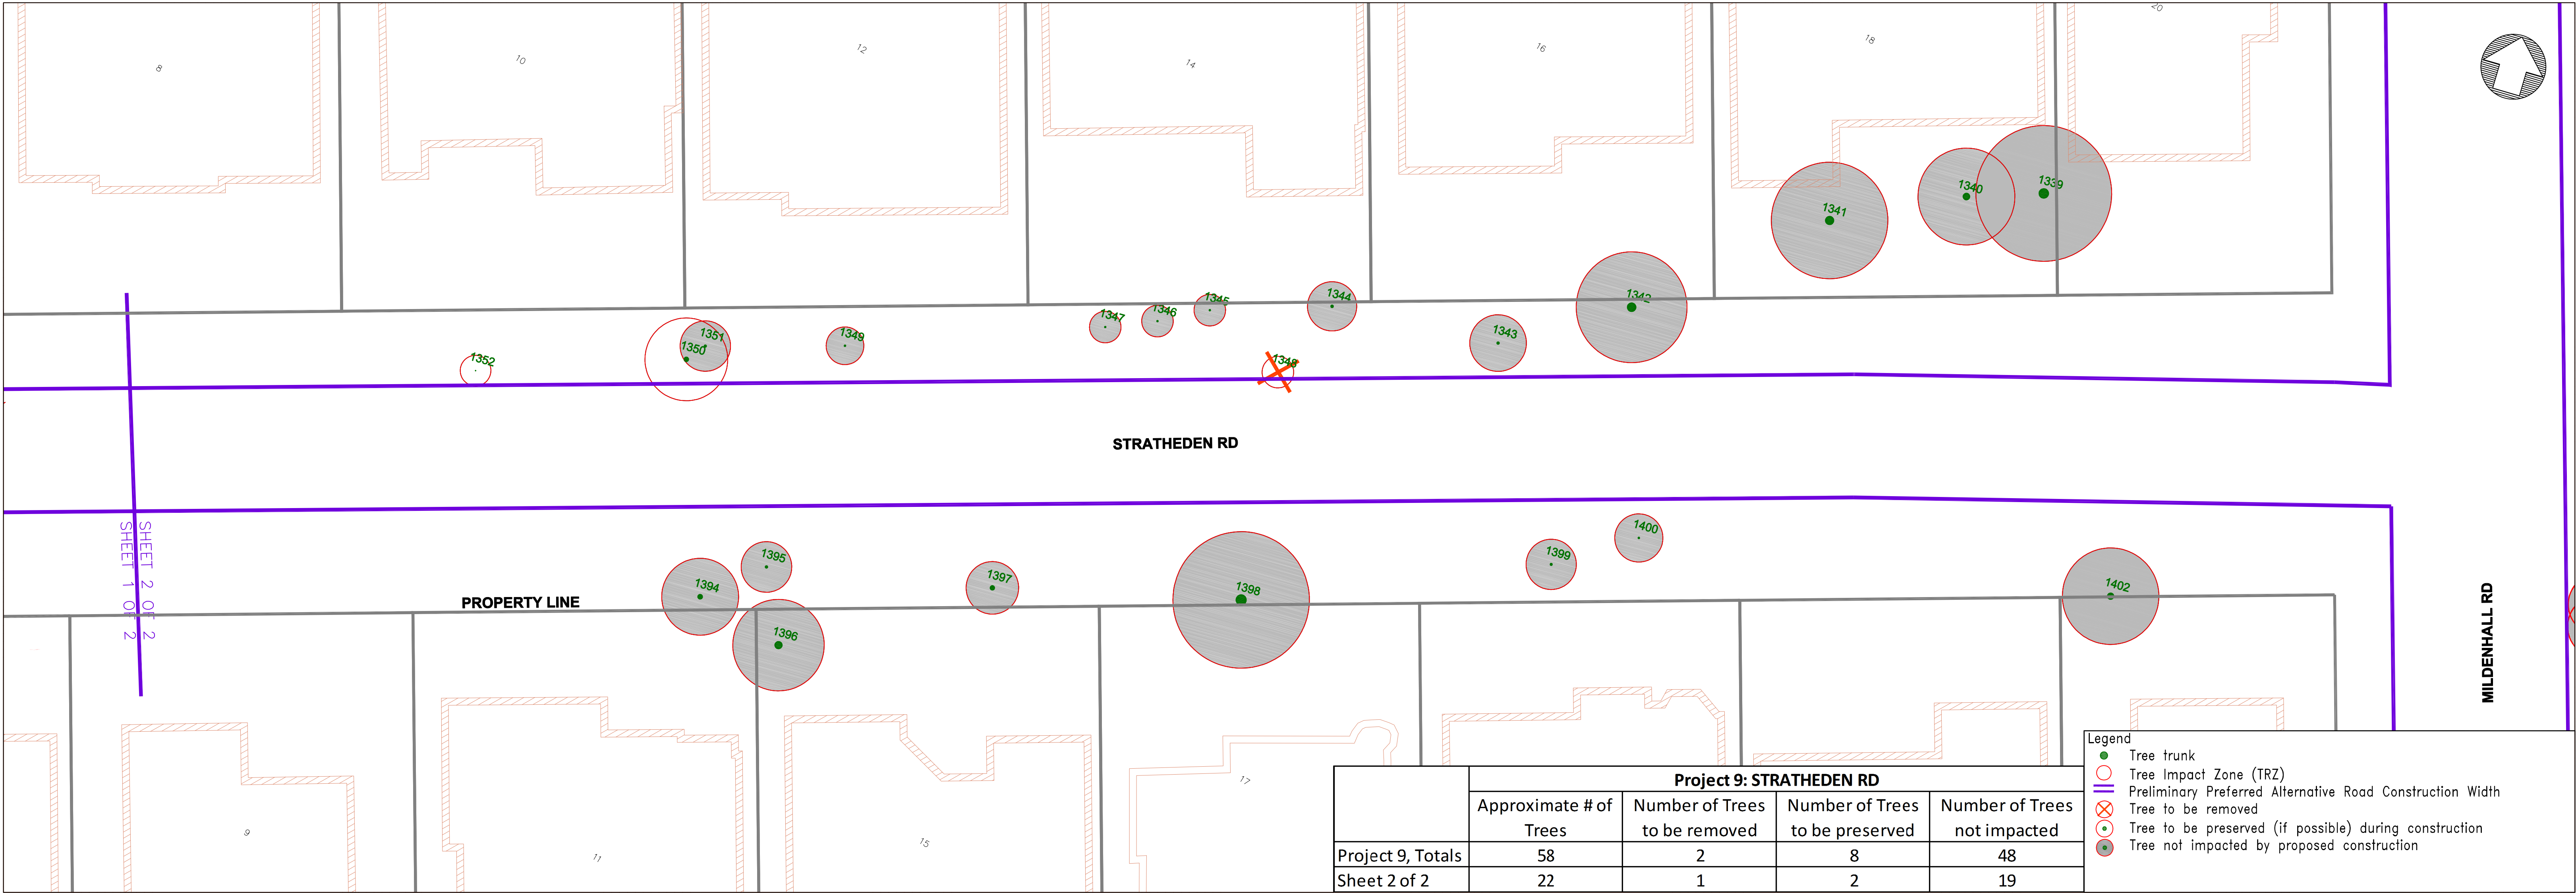 8
10
12
14
16
18
20
1339
1340
1341
1342
1343
1344
1345
1346
1347
1348
1349
1350
1351
1352
STRATHEDEN RD
SHEET 2 OF 2
SHEET 1 OF 2
PROPERTY LINE
1394
1395
1396
1397
1398
1399
1400
1402
MILDENHALL RD
9
11
15
17
Project 9: STRATHEDEN RD
Approximate # of Trees Number of Trees to be removed Number of Trees to be preserved Number of Trees not impacted
Project 9, Totals 58 2 8 48
Sheet 2 of 2 22 1 2 19
Legend
Tree trunk
Tree Impact Zone (TRZ)
Preliminary Preferred Alternative Road Construction Width
Tree to be removed
Tree to be preserved (if possible) during construction
Tree not impacted by proposed construction